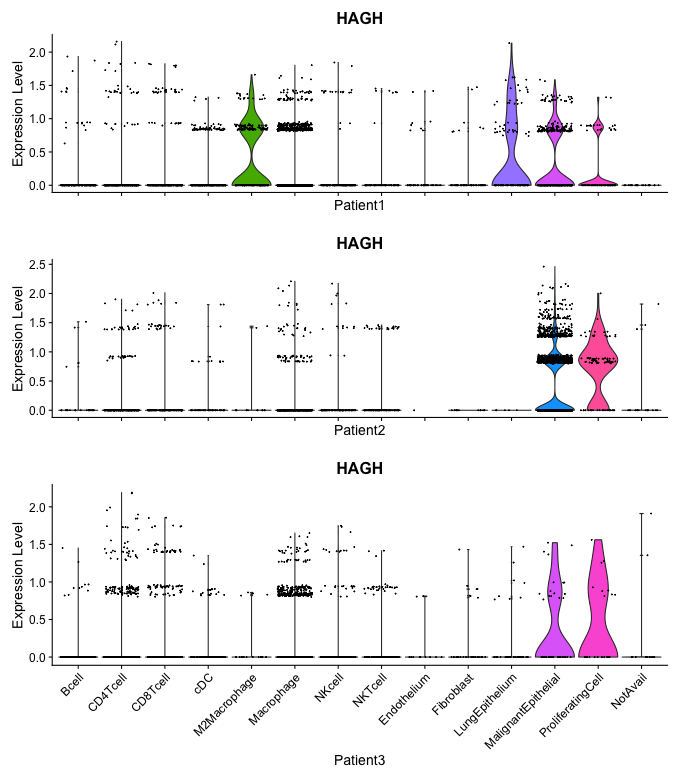 HAGH
Expression Level
2.0
1.5
1.0
0.5
0.0
Patient1
HAGH
Expression Level
2.5
2.0
1.5
1.0
0.5
0.0
Patient2
HAGH
Expression Level
2.0
1.5
1.0
0.5
0.0
Bcell
CD4Tcell
CD8Tcell
cDC
M2Macrophage
Macrophage
NKcell
NKTcell
Endothelium
Fibroblast
LungEpithelium
MalignantEpithelial
ProliferatingCell
NotAvail
Patient3